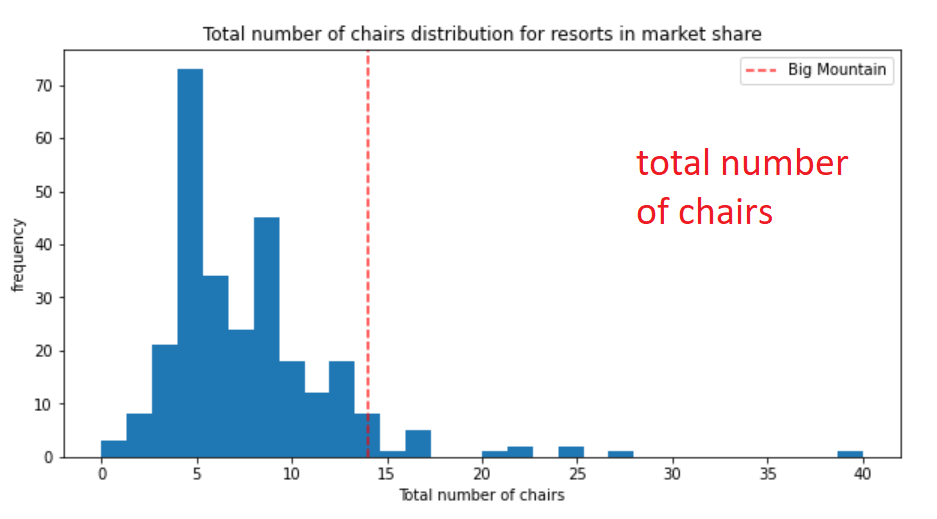 Total number of chairs distribution for resorts in market share
Big Mountain
total number
of chairs
frequency
70
60
50
40
30
20
10
0
0 5 10 15 20 25 30 35 40
Total number of chairs